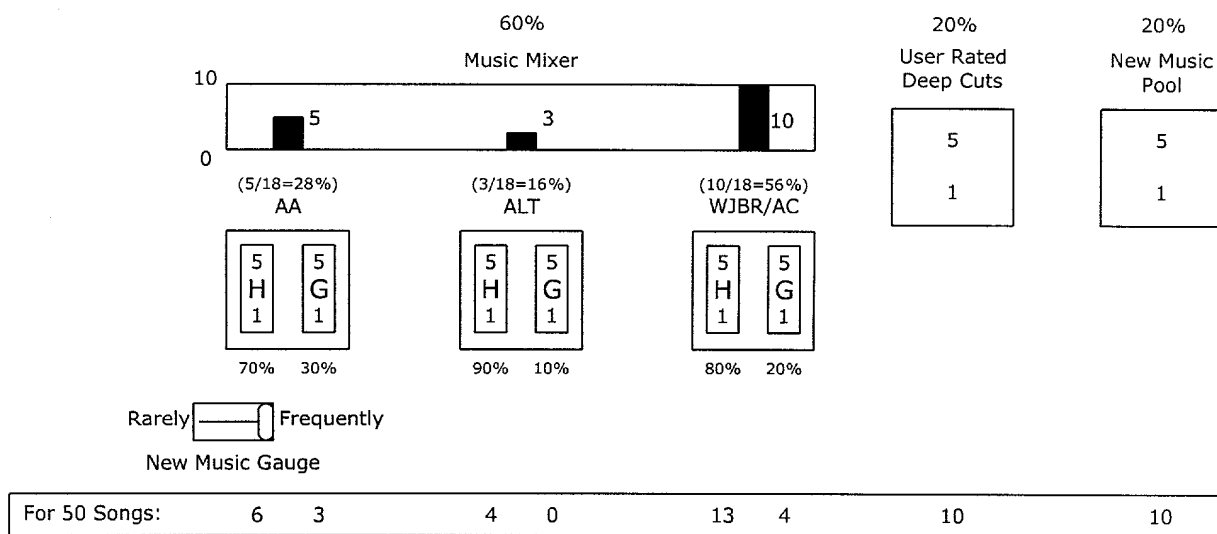 60%
20%
20%
Music Mixer
User Rated
Deep Cuts
New Music
Pool
10
0
5
3
10
5
1
5
1
(5/18=28%)
(3/18=16%)
(10/18=56%)
AA
ALT
WJBR/AC
5 5
H G
1 1
5 5
H G
1 1
5 5
H G
1 1
70% 30%
90% 10%
80% 20%
Rarely Frequently
New Music Gauge
For 50 Songs: 6 3 4 0 13 4 10 10